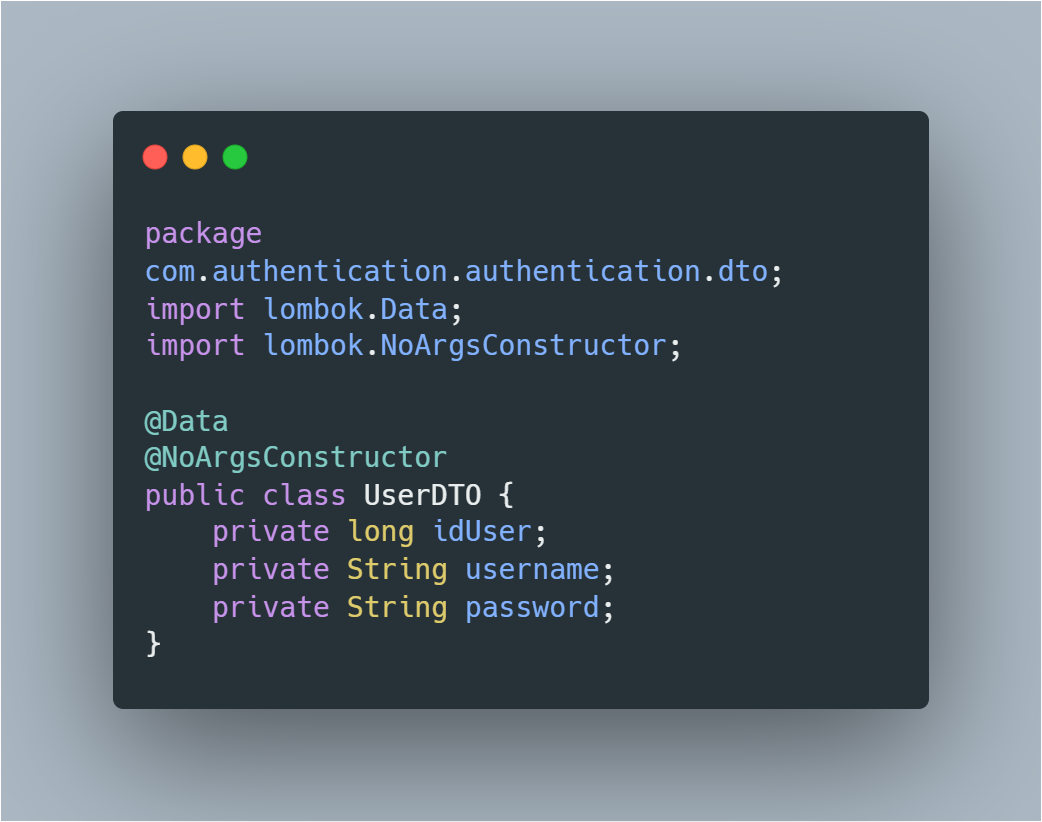 package
com.authentication.authentication.dto;
import lombok.Data;
import lombok.NoArgsConstructor;

@Data
@NoArgsConstructor
public class UserDTO {
    private long idUser;
    private String username;
    private String password;
}